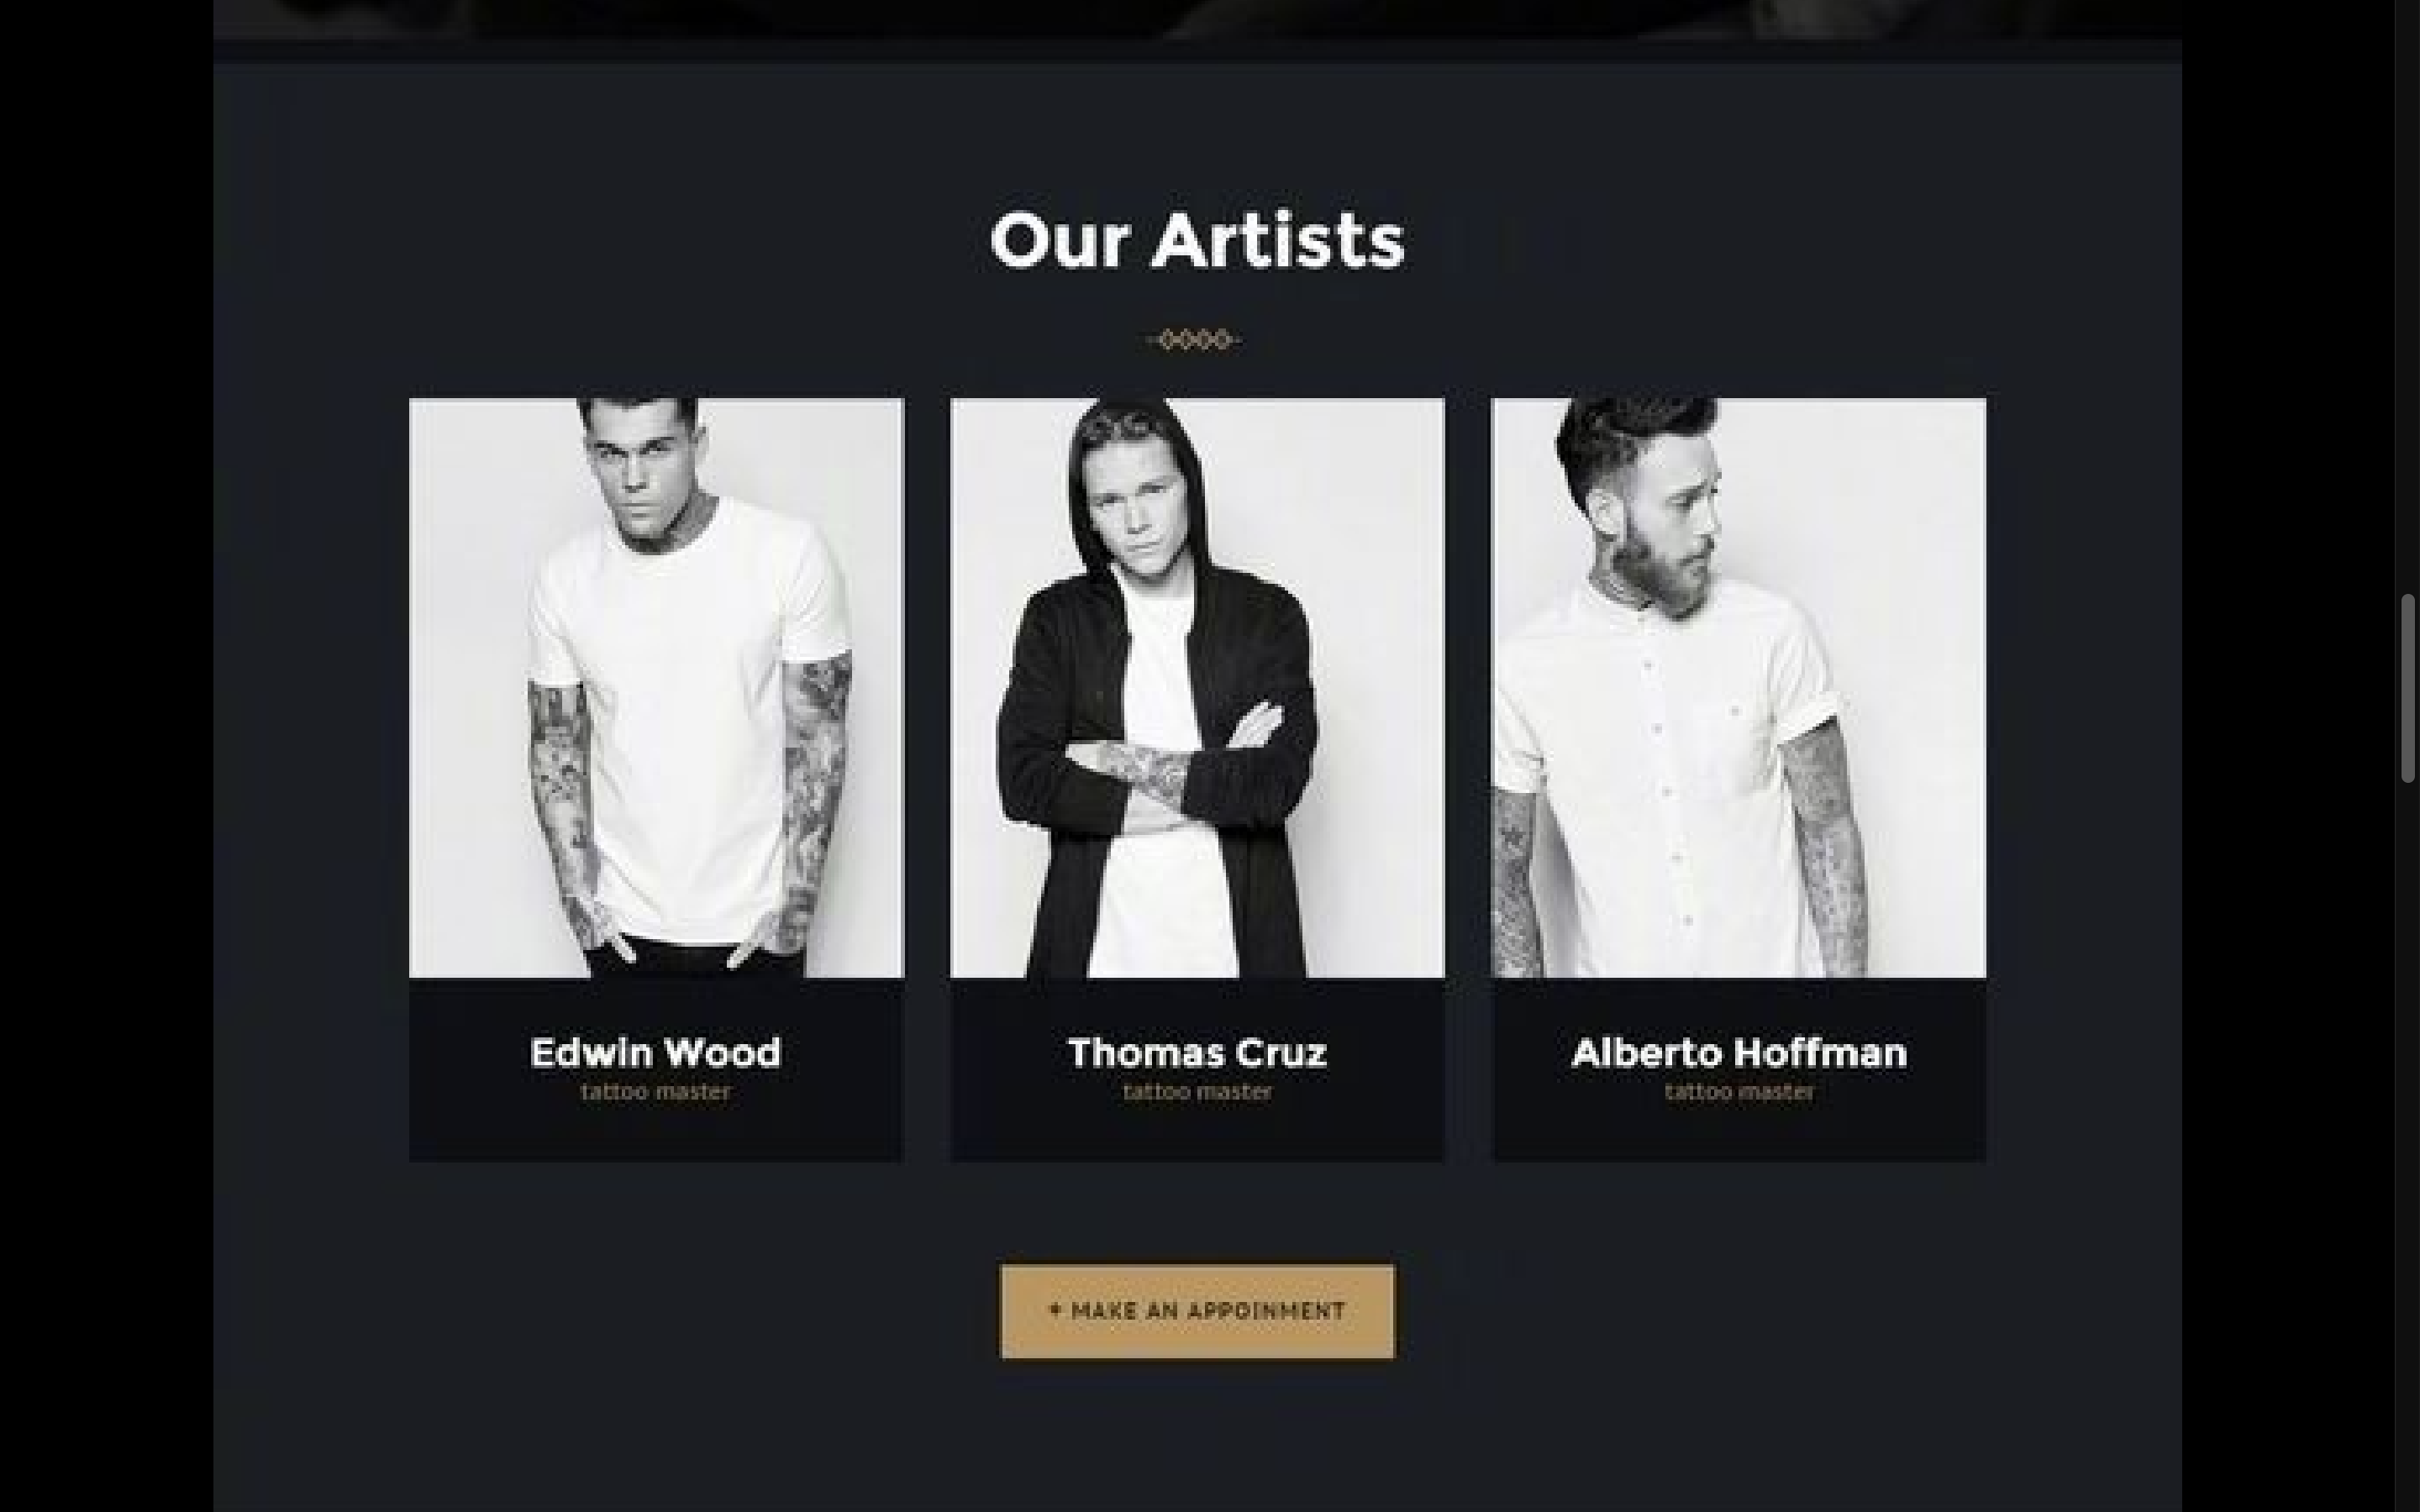 Our Artists
Edwin Wood
tattoo master
Thomas Cruz
tattoo master
Alberto Hoffman
tattoo master
+ MAKE AN APPOINMENT